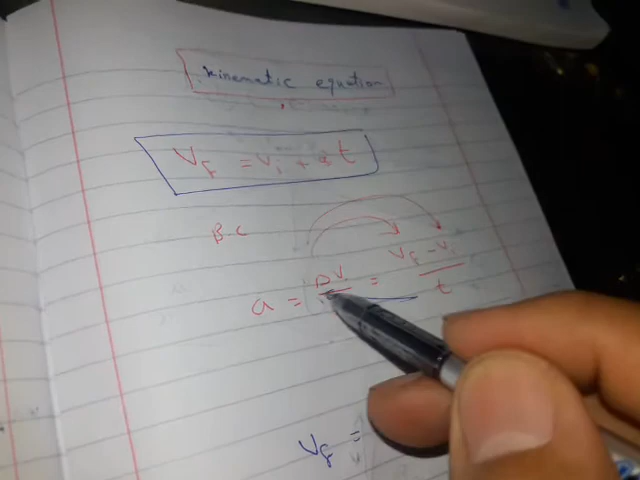 kinematic equation
Vf = Vi + at
B.C
a = ΔV = Vf - Vi
t
Vf =